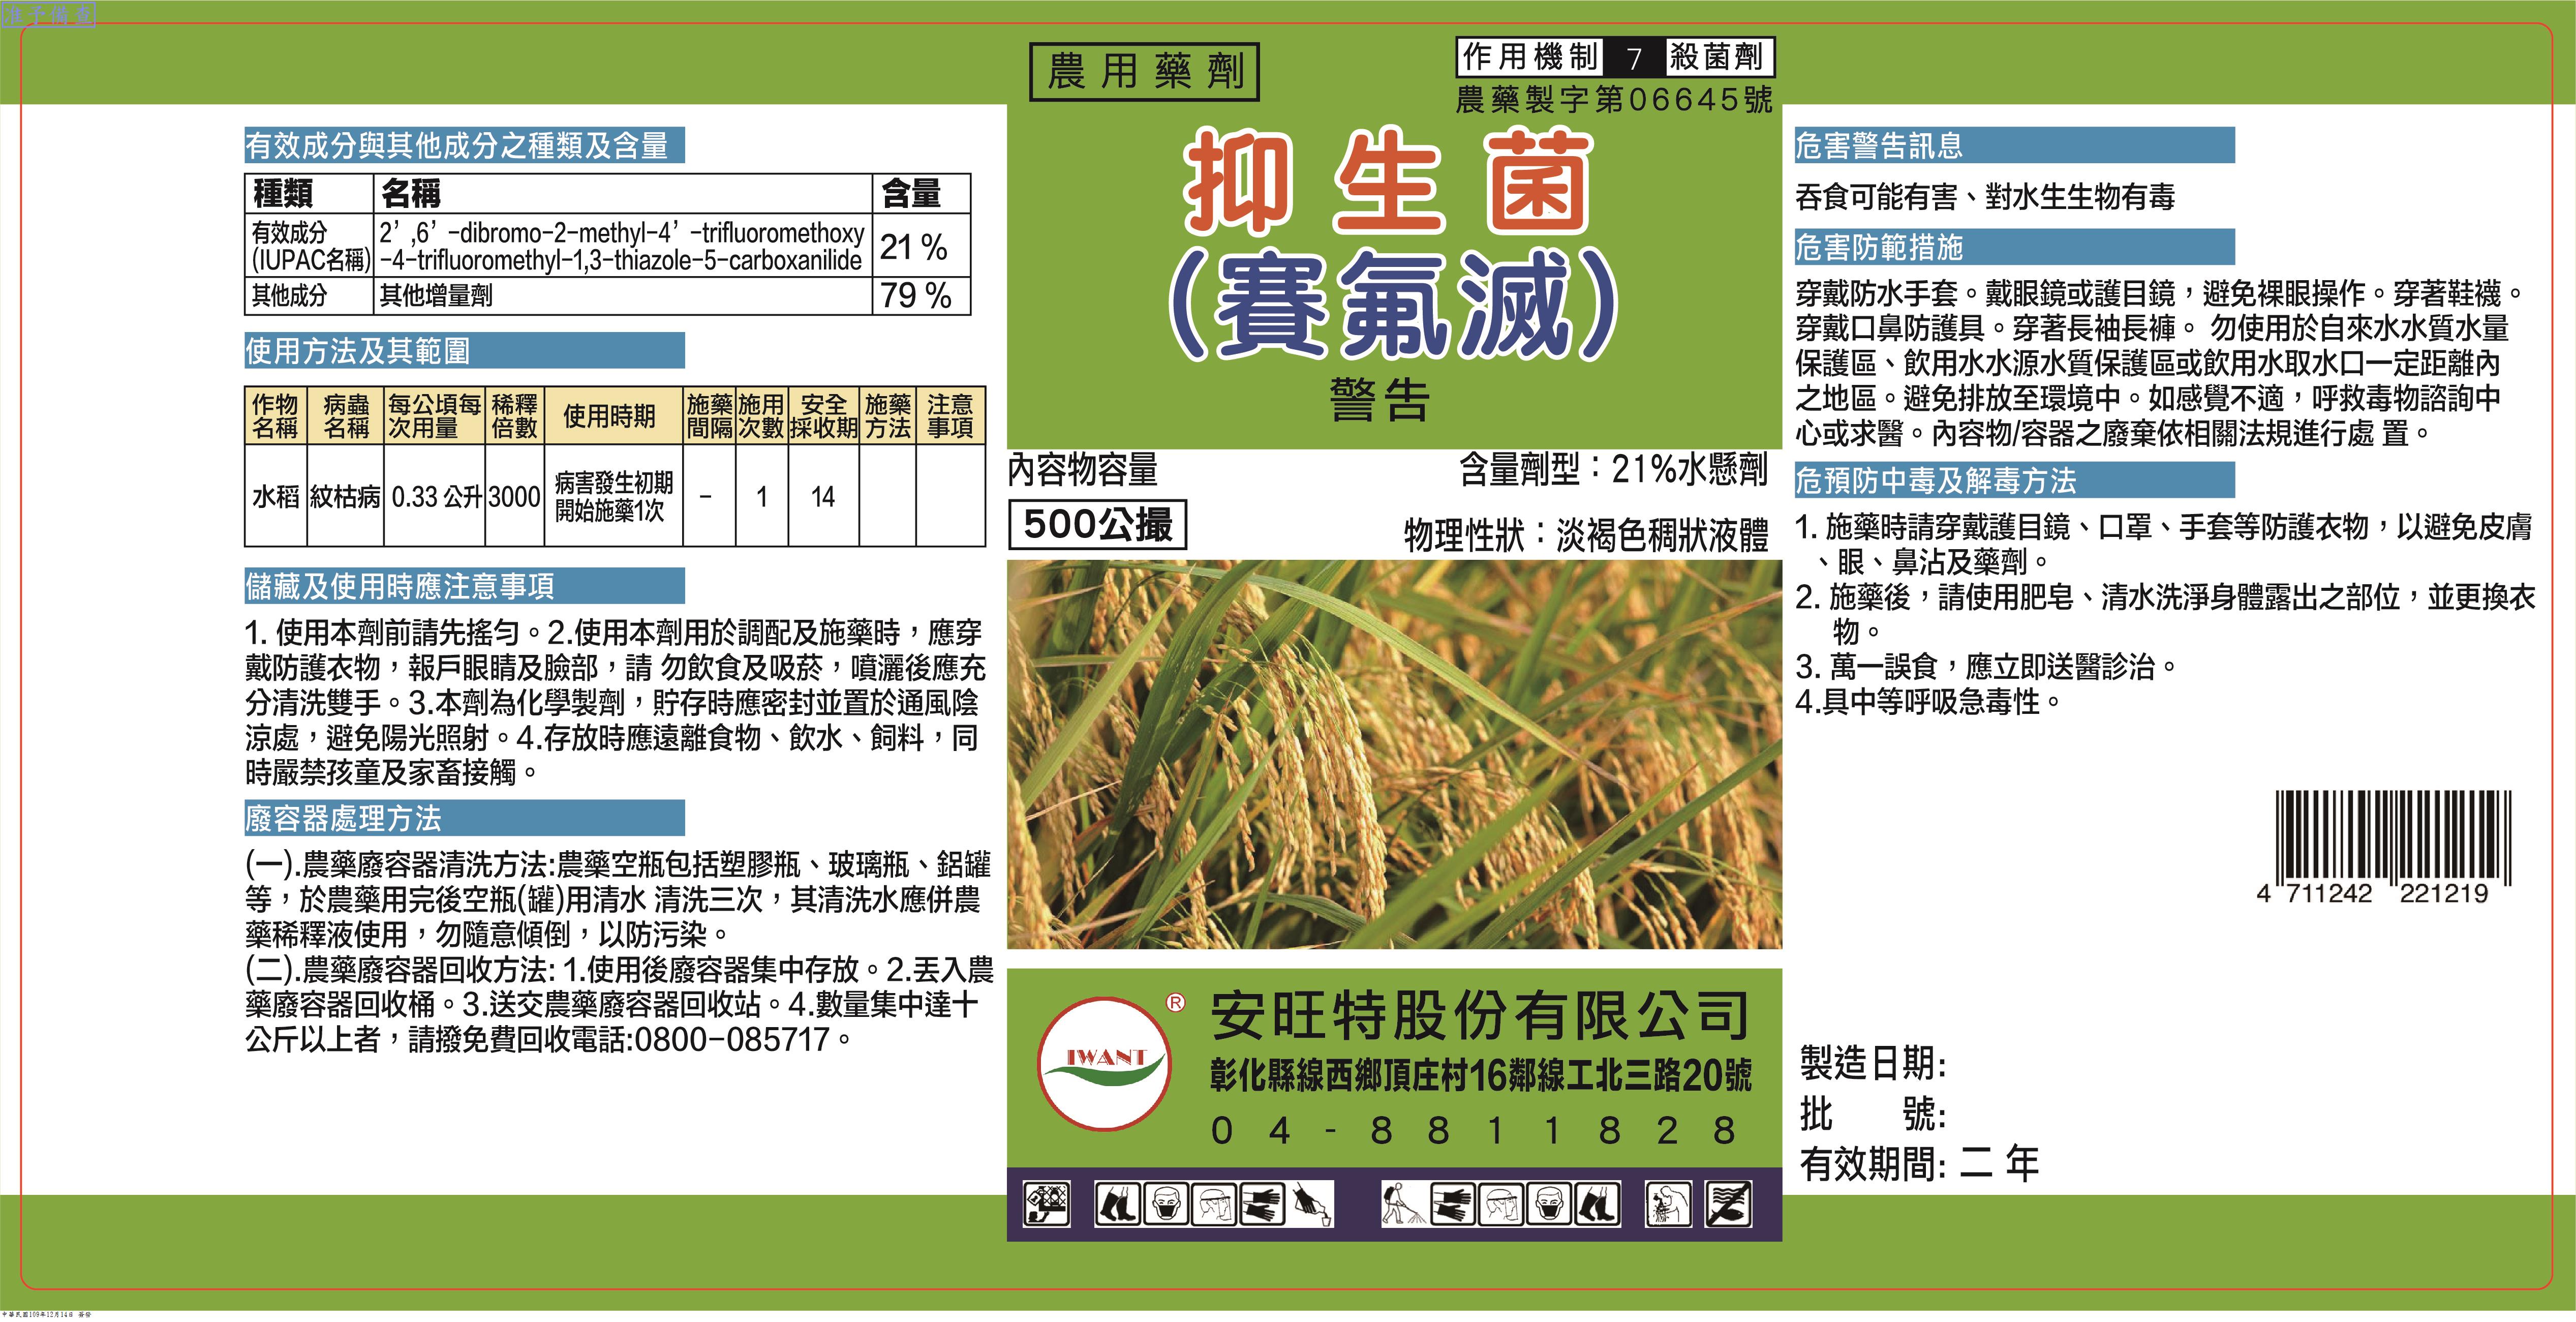 准予備查
有效成分與其他成分之種類及含量
種類 名稱 含量
有效成分 2’,6’-dibromo-2-methyl-4’-trifluoromethoxy 21%
(IUPAC名稱) -4-trifluoromethyl-1,3-thiazole-5-carboxanilide
其他成分 其他增量劑 79%
使用方法及其範圍
作物 病蟲 每公頃每 稀釋 使用時期 施藥 施用 安全 施藥 注意
名稱 名稱 次用量 倍數 間隔 次數 採收期 方法 事項
水稻 紋枯病 0.33公升 3000 病害發生初期 - 1 14
開始施藥1次
儲藏及使用時應注意事項
1. 使用本劑前請先搖勻。2.使用本劑用於調配及施藥時，應穿
戴防護衣物，報戶眼睛及臉部，請 勿飲食及吸菸，噴灑後應充
分清洗雙手。3.本劑為化學製劑，貯存時應密封並置於通風陰
涼處，避免陽光照射。4.存放時應遠離食物、飲水、飼料，同
時嚴禁孩童及家畜接觸。
廢容器處理方法
(一).農藥廢容器清洗方法:農藥空瓶包括塑膠瓶、玻璃瓶、鋁罐
等，於農藥用完後空瓶(罐)用清水 清洗三次，其清洗水應併農
藥稀釋液使用，勿隨意傾倒，以防污染。
(二).農藥廢容器回收方法: 1.使用後廢容器集中存放。2.丟入農
藥廢容器回收桶。3.送交農藥廢容器回收站。4.數量集中達十
公斤以上者，請撥免費回收電話:0800-085717。
農用藥劑
作用機制 7 殺菌劑
農藥製字第06645號
抑生菌
(賽氟滅)
警告
內容物容量
含量劑型：21%水懸劑
500公撮
物理性狀：淡褐色稠狀液體
IWANT
®
安旺特股份有限公司
彰化縣線西鄉頂庄村16鄰線工北三路20號
04-8811828
危害警告訊息
吞食可能有害、對水生生物有毒
危害防範措施
穿戴防水手套。戴眼鏡或護目鏡，避免裸眼操作。穿著鞋襪。
穿戴口鼻防護具。穿著長袖長褲。 勿使用於自來水水質水量
保護區、飲用水水源水質保護區或飲用水取水口一定距離內
之地區。避免排放至環境中。如感覺不適，呼救毒物諮詢中
心或求醫。內容物/容器之廢棄依相關法規進行處 置。
危預防中毒及解毒方法
1. 施藥時請穿戴護目鏡、口罩、手套等防護衣物，以避免皮膚
、眼、鼻沾及藥劑。
2. 施藥後，請使用肥皂、清水洗淨身體露出之部位，並更換衣
物。
3. 萬一誤食，應立即送醫診治。
4.具中等呼吸急毒性。
4 711242 221219
製造日期:
批 號:
有效期間: 二 年
中華民國109年12月14日 簽發